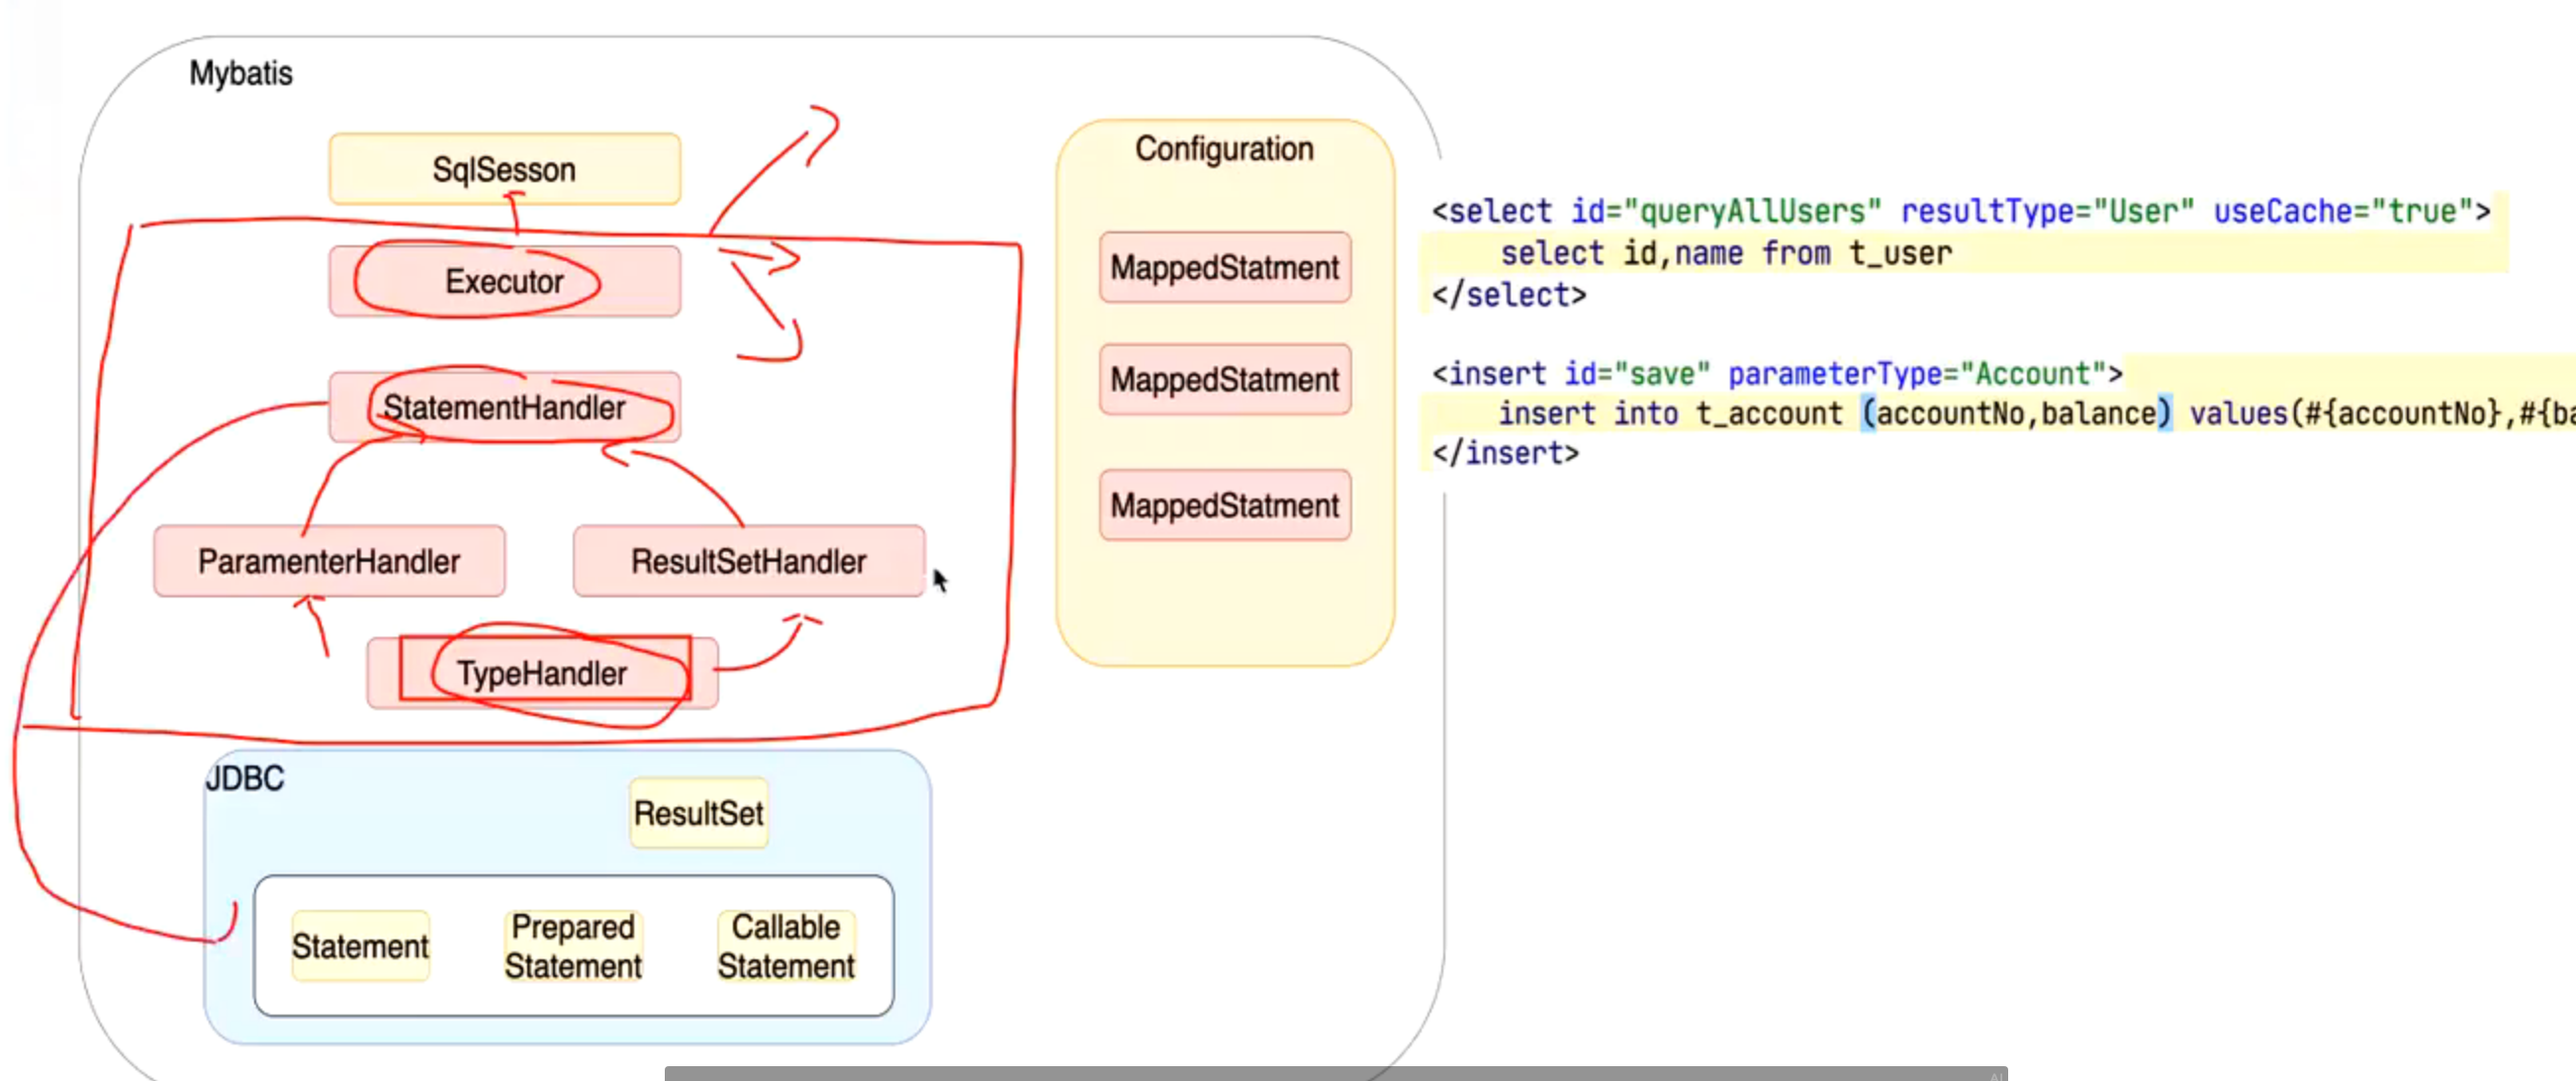 Mybatis
SqlSesson
Executor
StatementHandler
ParamenterHandler
ResultSetHandler
TypeHandler
JDBC
ResultSet
Statement
Prepared
Statement
Callable
Statement
Configuration
MappedStatment
MappedStatment
MappedStatment
<select id="queryAllUsers" resultType="User" useCache="true">
select id,name from t_user
</select>
<insert id="save" parameterType="Account">
insert into t_account (accountNo,balance) values(#{accountNo},#{ba
</insert>